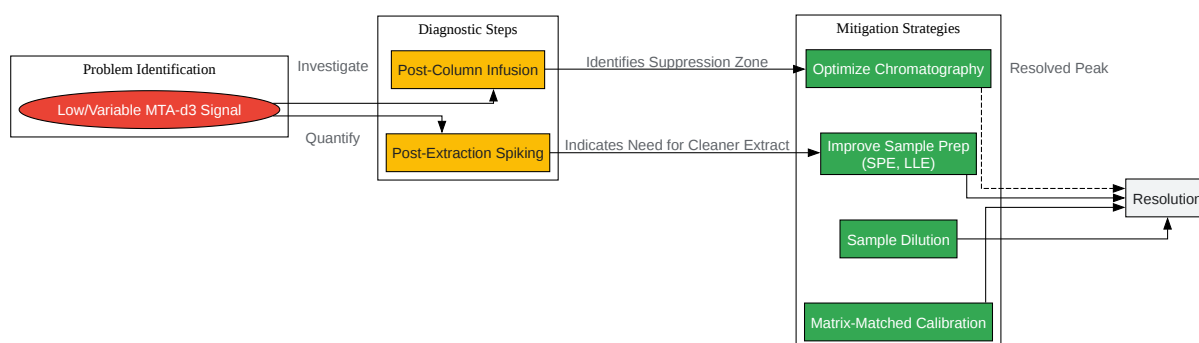 Problem Identification
Low/Variable MTA-d3 Signal
Investigate
Quantify
Diagnostic Steps
Post-Column Infusion
Post-Extraction Spiking
Identifies Suppression Zone
Indicates Need for Cleaner Extract
Mitigation Strategies
Optimize Chromatography
Improve Sample Prep
(SPE, LLE)
Sample Dilution
Matrix-Matched Calibration
Resolved Peak
Resolution